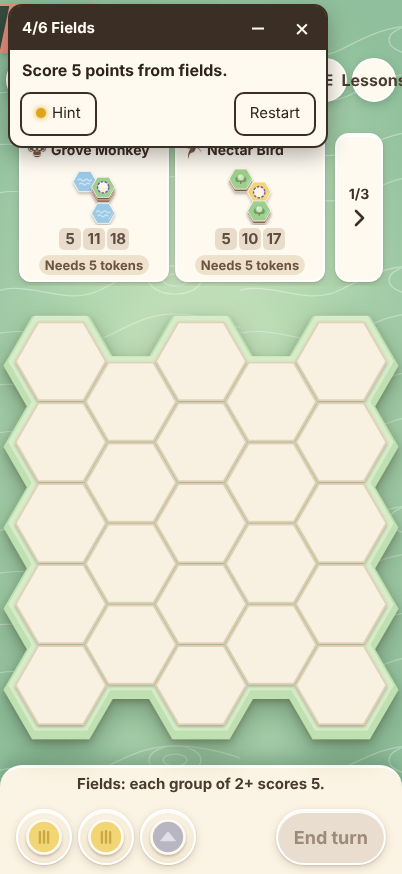 4/6 Fields
Score 5 points from fields.
Hint
Restart
E
Lessons
Grove Monkey
Nectar Bird
5 11 18
5 10 17
Needs 5 tokens
Needs 5 tokens
1/3
Fields: each group of 2+ scores 5.
End turn